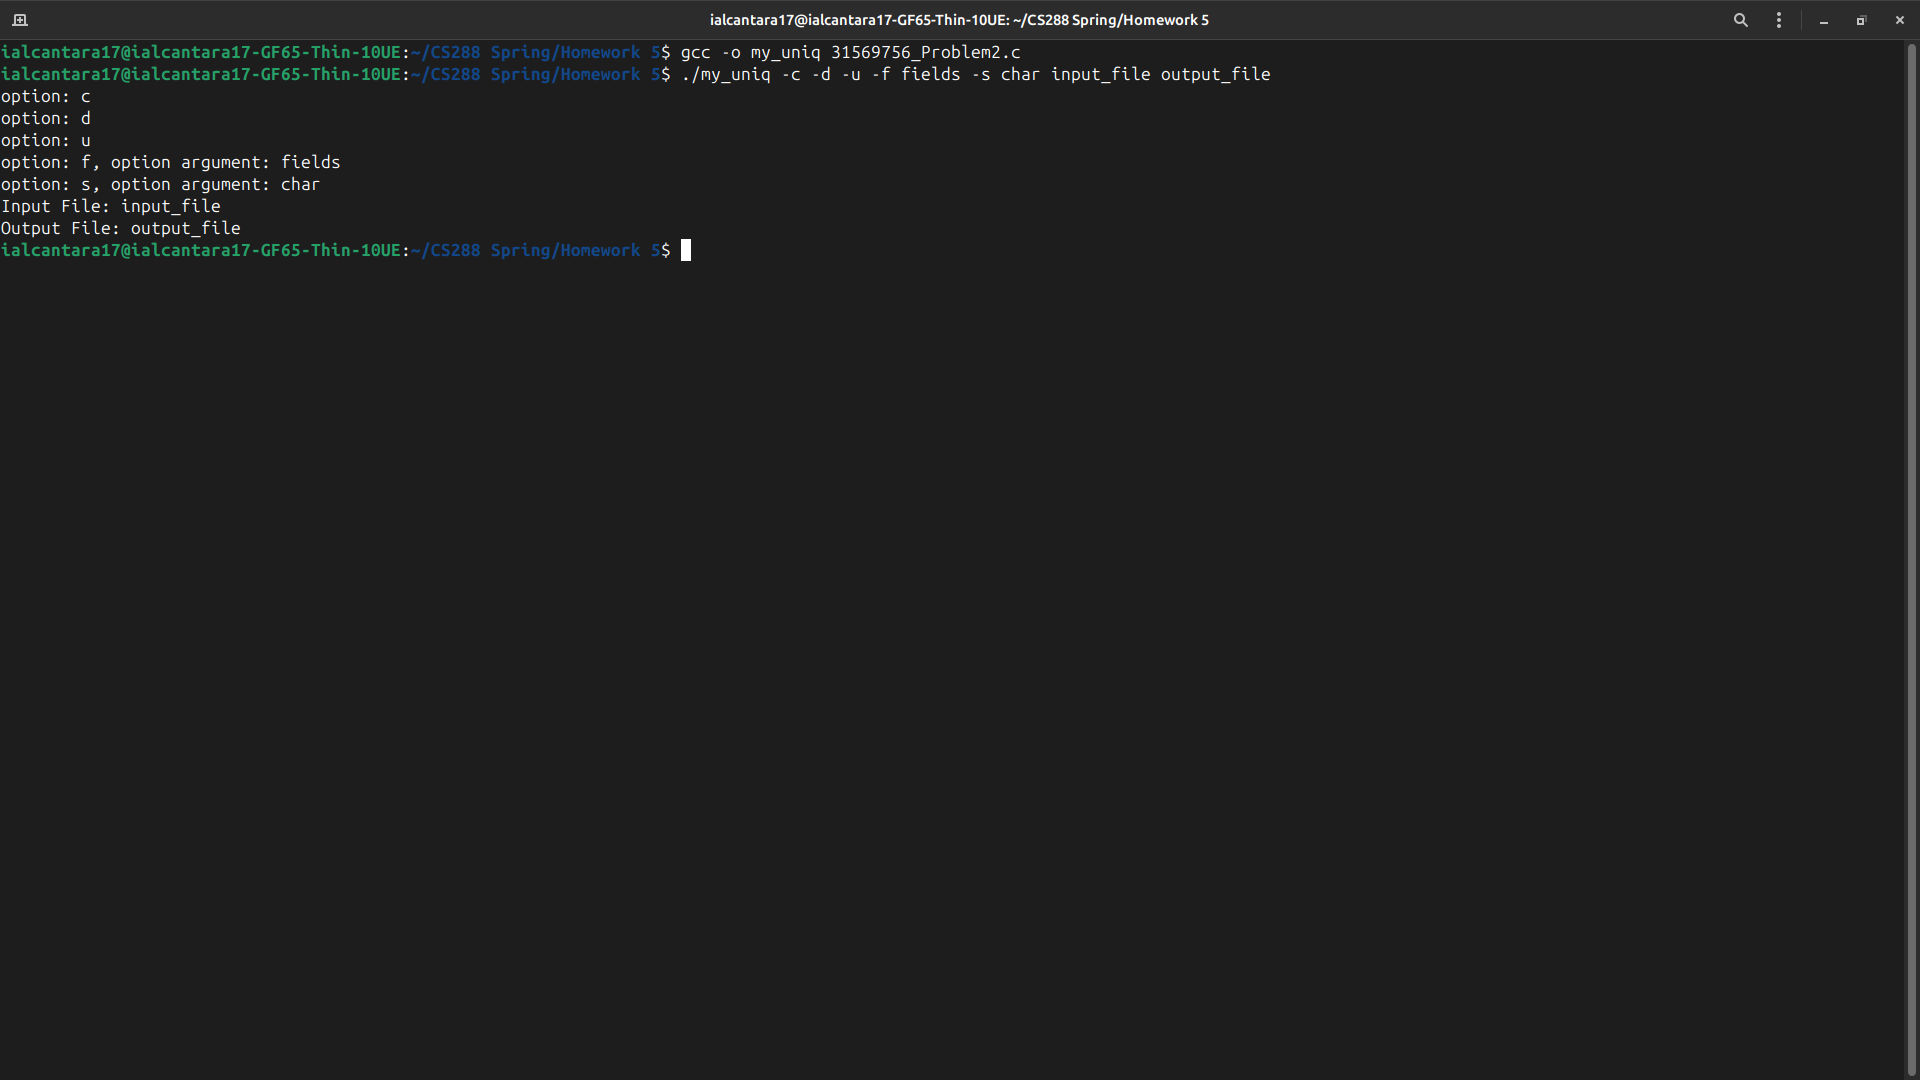 ialcantara17@ialcantara17-GF65-Thin-10UE: ~/CS288 Spring/Homework 5
ialcantara17@ialcantara17-GF65-Thin-10UE:~/CS288 Spring/Homework 5$ gcc -o my_uniq 31569756_Problem2.c
ialcantara17@ialcantara17-GF65-Thin-10UE:~/CS288 Spring/Homework 5$ ./my_uniq -c -d -u -f fields -s char input_file output_file
option: c
option: d
option: u
option: f, option argument: fields
option: s, option argument: char
Input File: input_file
Output File: output_file
ialcantara17@ialcantara17-GF65-Thin-10UE:~/CS288 Spring/Homework 5$